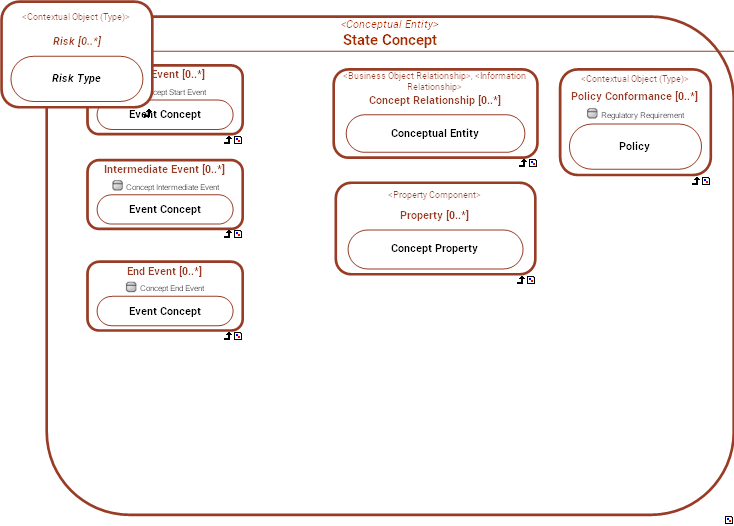 <Contextual Object (Type)>
Risk [0..*]
Risk Type
<Conceptual Entity>
State Concept
Event [0..*]
cept Start Event
Event Concept
Intermediate Event [0..*]
Concept Intermediate Event
Event Concept
End Event [0..*]
Concept End Event
Event Concept
<Business Object Relationship>, <Information
Relationship>
Concept Relationship [0..*]
Conceptual Entity
<Property Component>
Property [0..*]
Concept Property
<Contextual Object (Type)>
Policy Conformance [0..*]
Regulatory Requirement
Policy